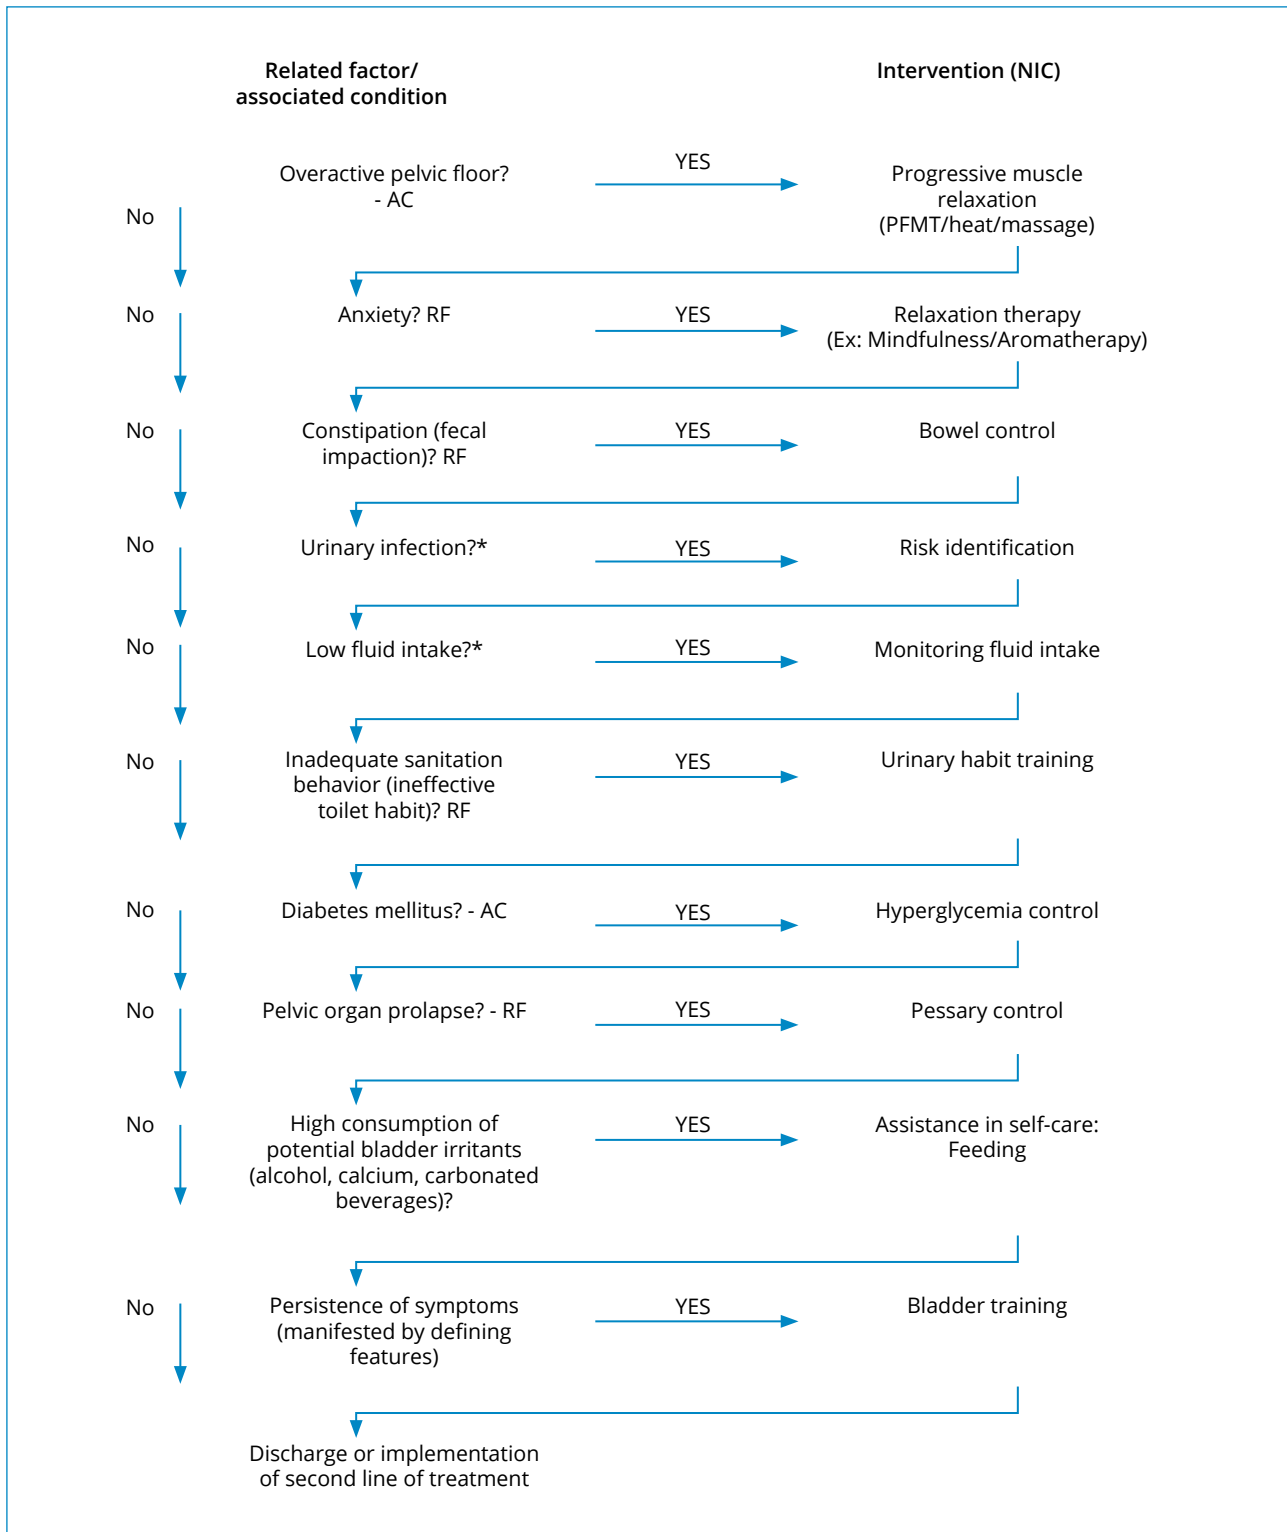 Related factor/
associated condition
Intervention (NIC)
Overactive pelvic floor?
- AC
YES
Progressive muscle
relaxation
(PFMT/heat/massage)
No
Anxiety? RF
YES
Relaxation therapy
(Ex: Mindfulness/Aromatherapy)
No
Constipation (fecal
impaction)? RF
YES
Bowel control
No
Urinary infection?*
YES
Risk identification
No
Low fluid intake?*
YES
Monitoring fluid intake
No
Inadequate sanitation
behavior (ineffective
toilet habit)? RF
YES
Urinary habit training
No
Diabetes mellitus? - AC
YES
Hyperglycemia control
No
Pelvic organ prolapse? - RF
YES
Pessary control
No
High consumption of
potential bladder irritants
(alcohol, calcium, carbonated
beverages)?
YES
Assistance in self-care:
Feeding
No
Persistence of symptoms
(manifested by defining
features)
YES
Bladder training
No
Discharge or implementation
of second line of treatment